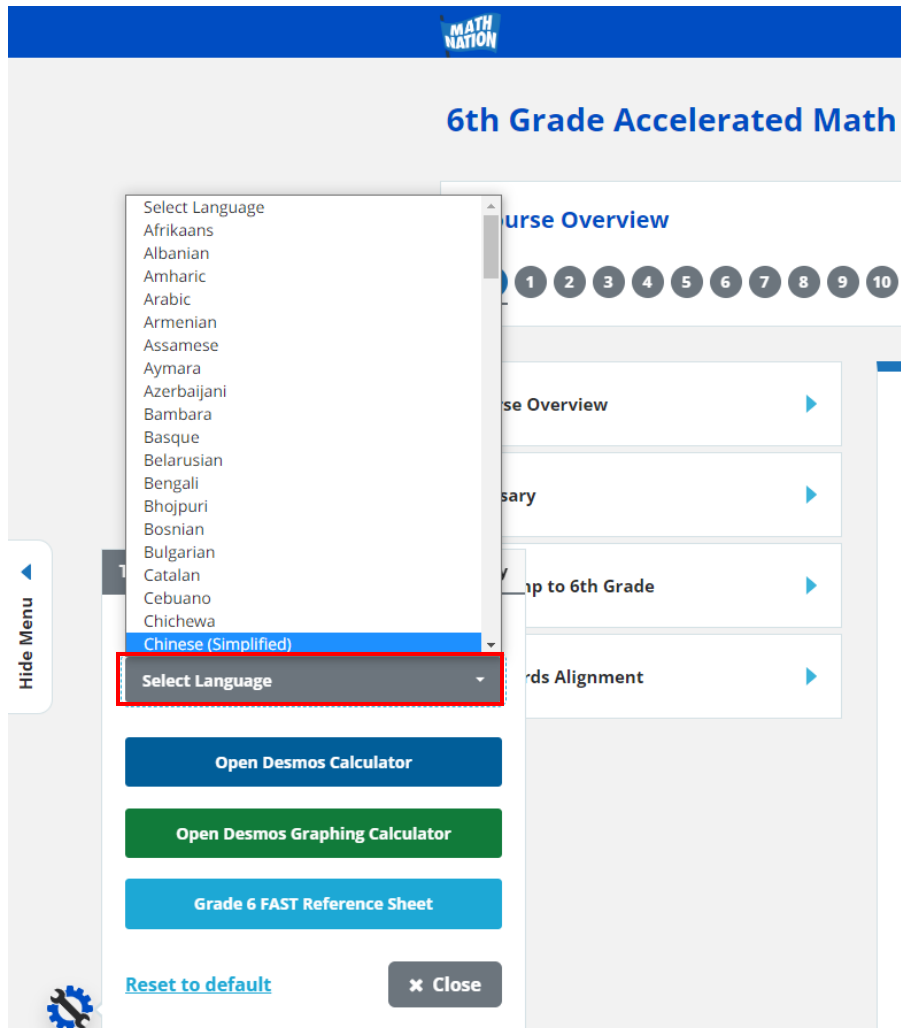 MATH
NATION
6th Grade Accelerated Math
urse Overview
1 2 3 4 5 6 7 8 9 10
Select Language
Afrikaans
Albanian
Amharic
Arabic
Armenian
Assamese
Aymara
Azerbaijani
Bambara
Basque
Belarusian
Bengali
Bhojpuri
Bosnian
Bulgarian
Catalan
Cebuano
Chichewa
Chinese (Simplified)
Select Language
se Overview
sary
np to 6th Grade
rds Alignment
Hide Menu
Open Desmos Calculator
Open Desmos Graphing Calculator
Grade 6 FAST Reference Sheet
Reset to default
Close